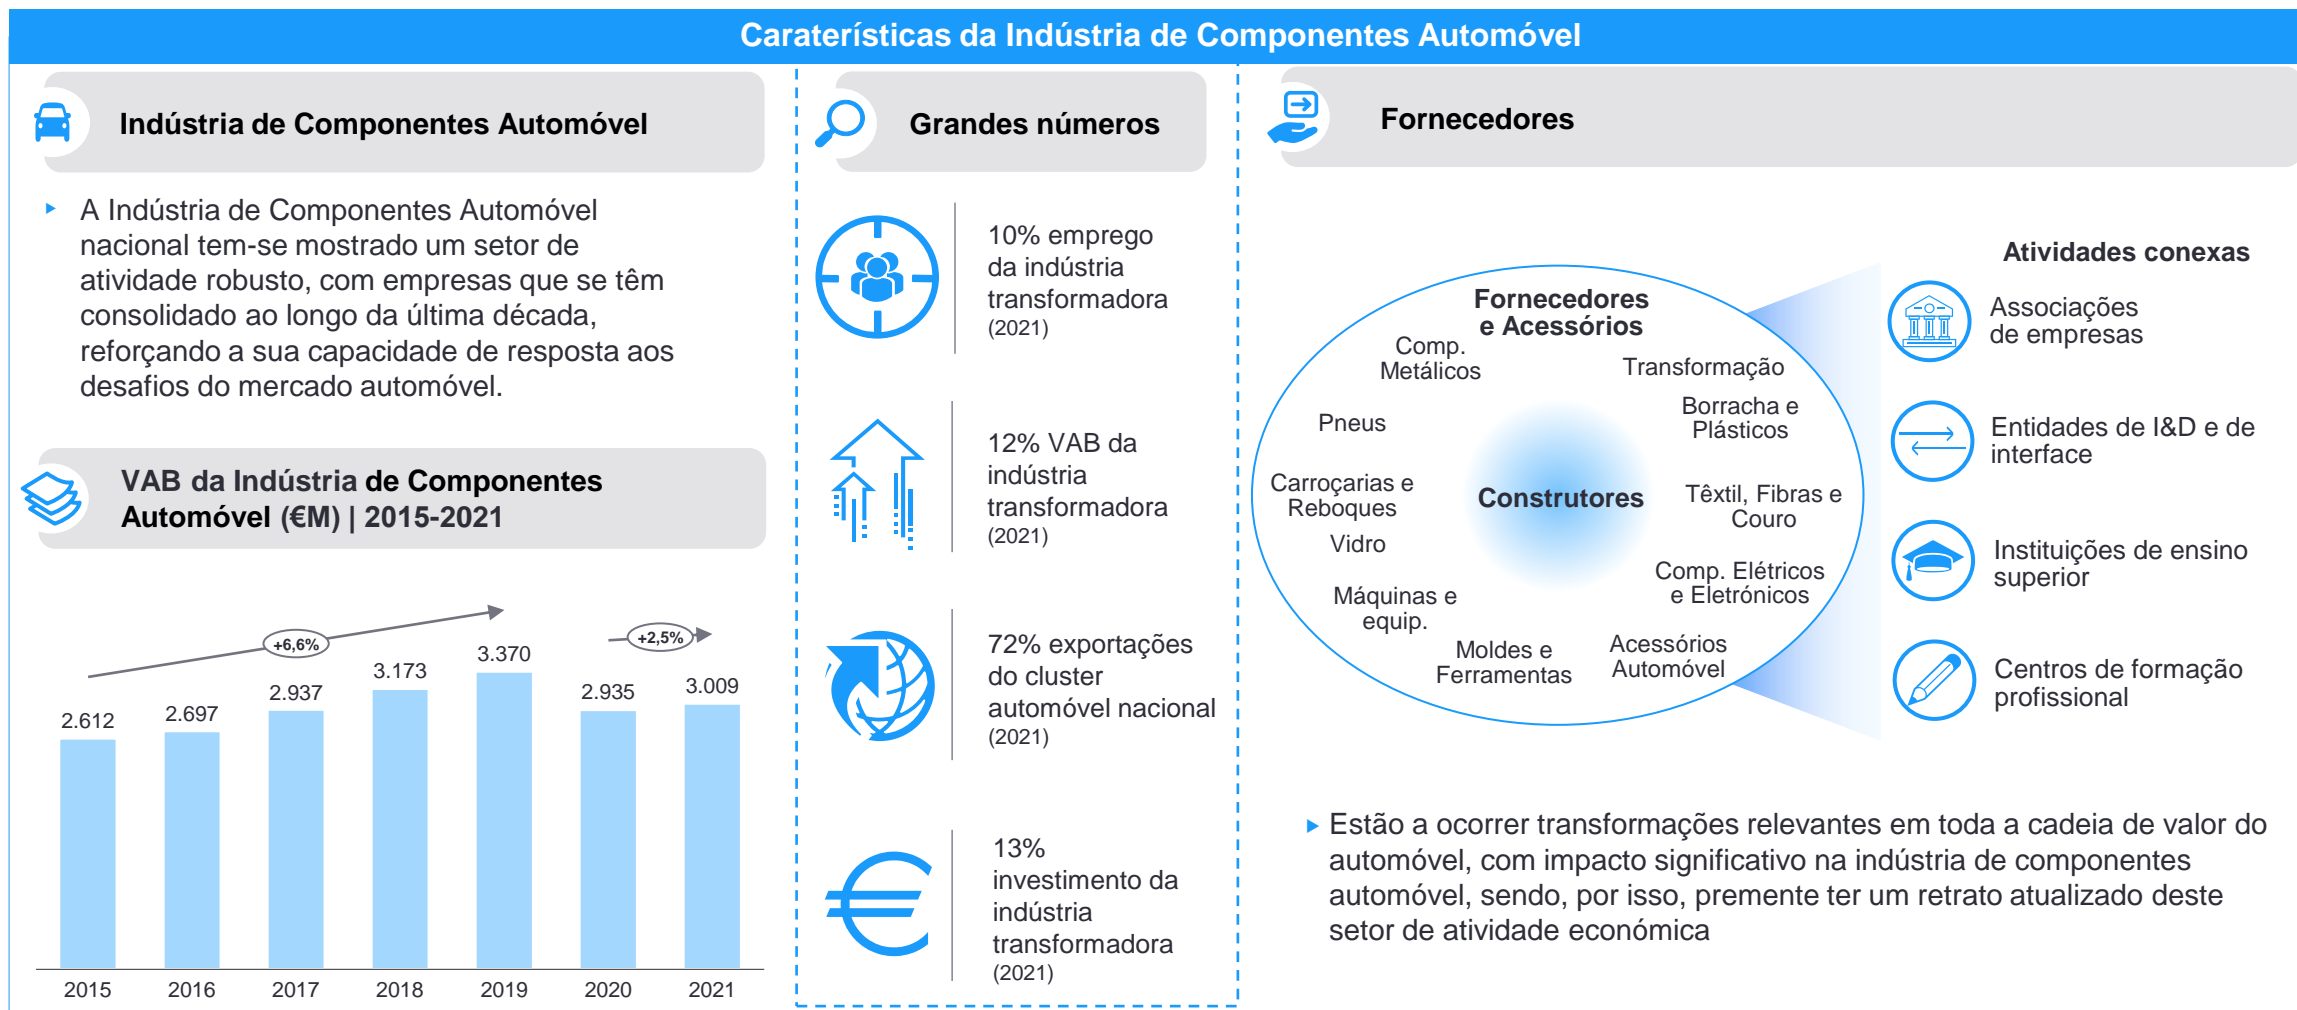 Caraterísticas da Indústria de Componentes Automóvel
Indústria de Componentes Automóvel
A Indústria de Componentes Automóvel
nacional tem-se mostrado um setor de
atividade robusto, com empresas que se têm
consolidado ao longo da última década,
reforçando a sua capacidade de resposta aos
desafios do mercado automóvel.
VAB da Indústria de Componentes
Automóvel (€M) | 2015-2021
+6,6%
+2,5%
2.612
2.697
2.937
3.173
3.370
2.935
3.009
2015
2016
2017
2018
2019
2020
2021
Grandes números
10% emprego
da indústria
transformadora
(2021)
12% VAB da
indústria
transformadora
(2021)
72% exportações
do cluster
automóvel nacional
(2021)
13%
investimento da
indústria
transformadora
(2021)
Fornecedores
Fornecedores
e Acessórios
Comp.
Metálicos
Transformação
Pneus
Borracha e
Plásticos
Carroçarias e
Reboques
Construtores
Têxtil, Fibras e
Couro
Vidro
Comp. Elétricos
e Eletrónicos
Máquinas e
equip.
Moldes e
Ferramentas
Acessórios
Automóvel
Atividades conexas
Associações
de empresas
Entidades de I&D e de
interface
Instituições de ensino
superior
Centros de formação
profissional
Estão a ocorrer transformações relevantes em toda a cadeia de valor do
automóvel, com impacto significativo na indústria de componentes
automóvel, sendo, por isso, premente ter um retrato atualizado deste
setor de atividade económica